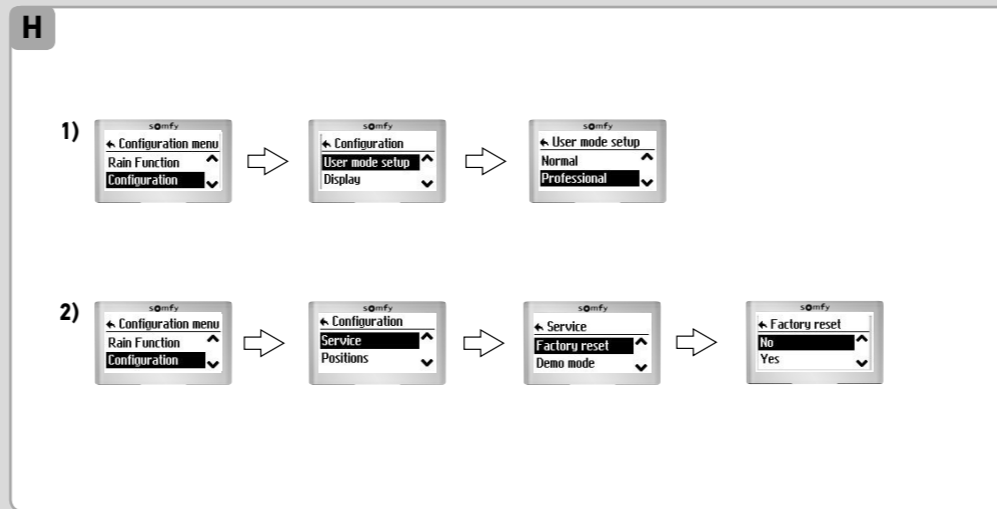 H
1)
somfy
Configuration menu
Rain Function
Configuration
somfy
Configuration
User mode setup
Display
somfy
User mode setup
Normal
Professional
2)
somfy
Configuration menu
Rain Function
Configuration
somfy
Configuration
Service
Positions
somfy
Service
Factory reset
Demo mode
somfy
Factory reset
No
Yes